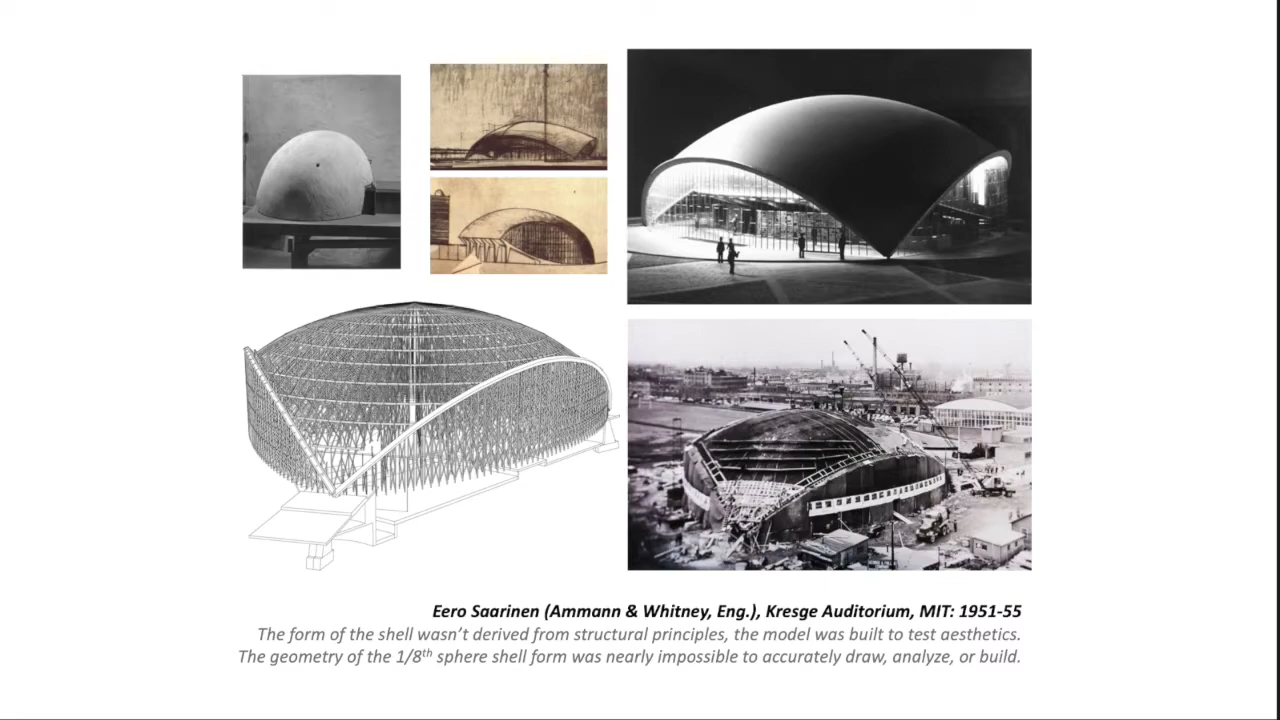 Eero Saarinen (Ammann & Whitney, Eng.), Kresge Auditorium, MIT: 1951-55
The form of the shell wasn’t derived from structural principles, the model was built to test aesthetics.
The geometry of the 1/8th sphere shell form was nearly impossible to accurately draw, analyze, or build.